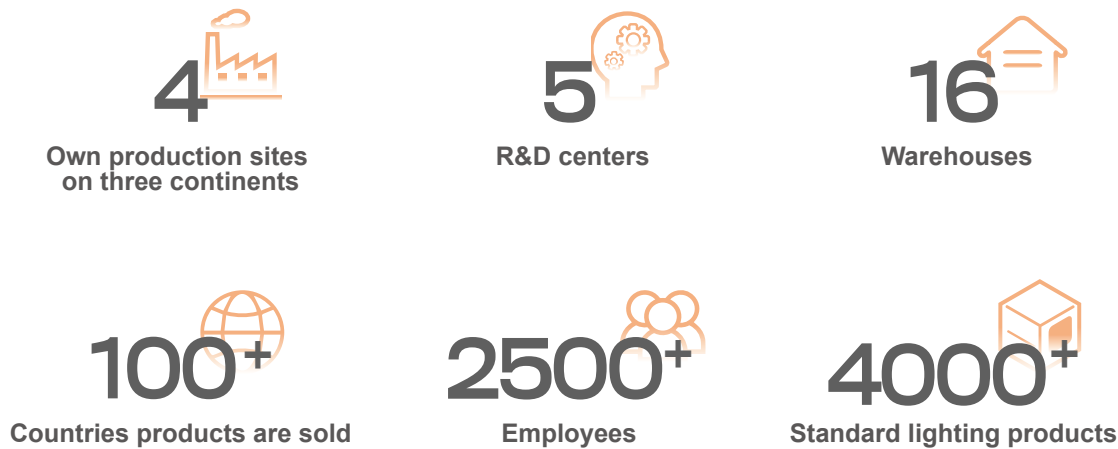 4
Own production sites
on three continents
5
R&D centers
16
Warehouses
100+
Countries products are sold
2500+
Employees
4000+
Standard lighting products